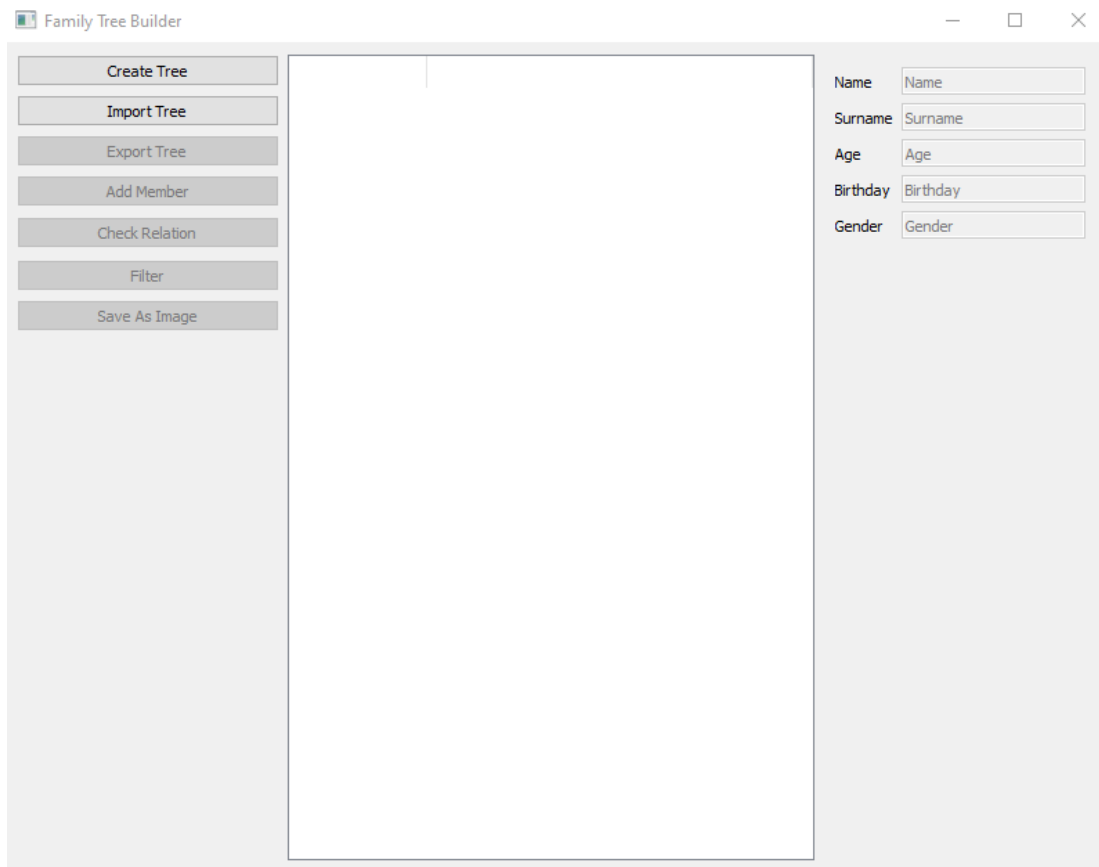 Family Tree Builder
Create Tree
Import Tree
Export Tree
Add Member
Check Relation
Filter
Save As Image
Name Name
Surname Surname
Age Age
Birthday Birthday
Gender Gender